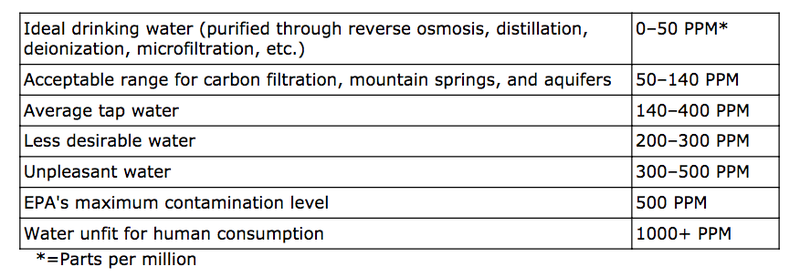 Ideal drinking water (purified through reverse osmosis, distillation, 0–50 PPM*
deionization, microfiltration, etc.)
Acceptable range for carbon filtration, mountain springs, and aquifers 50–140 PPM
Average tap water 140–400 PPM
Less desirable water 200–300 PPM
Unpleasant water 300–500 PPM
EPA's maximum contamination level 500 PPM
Water unfit for human consumption 1000+ PPM
*=Parts per million